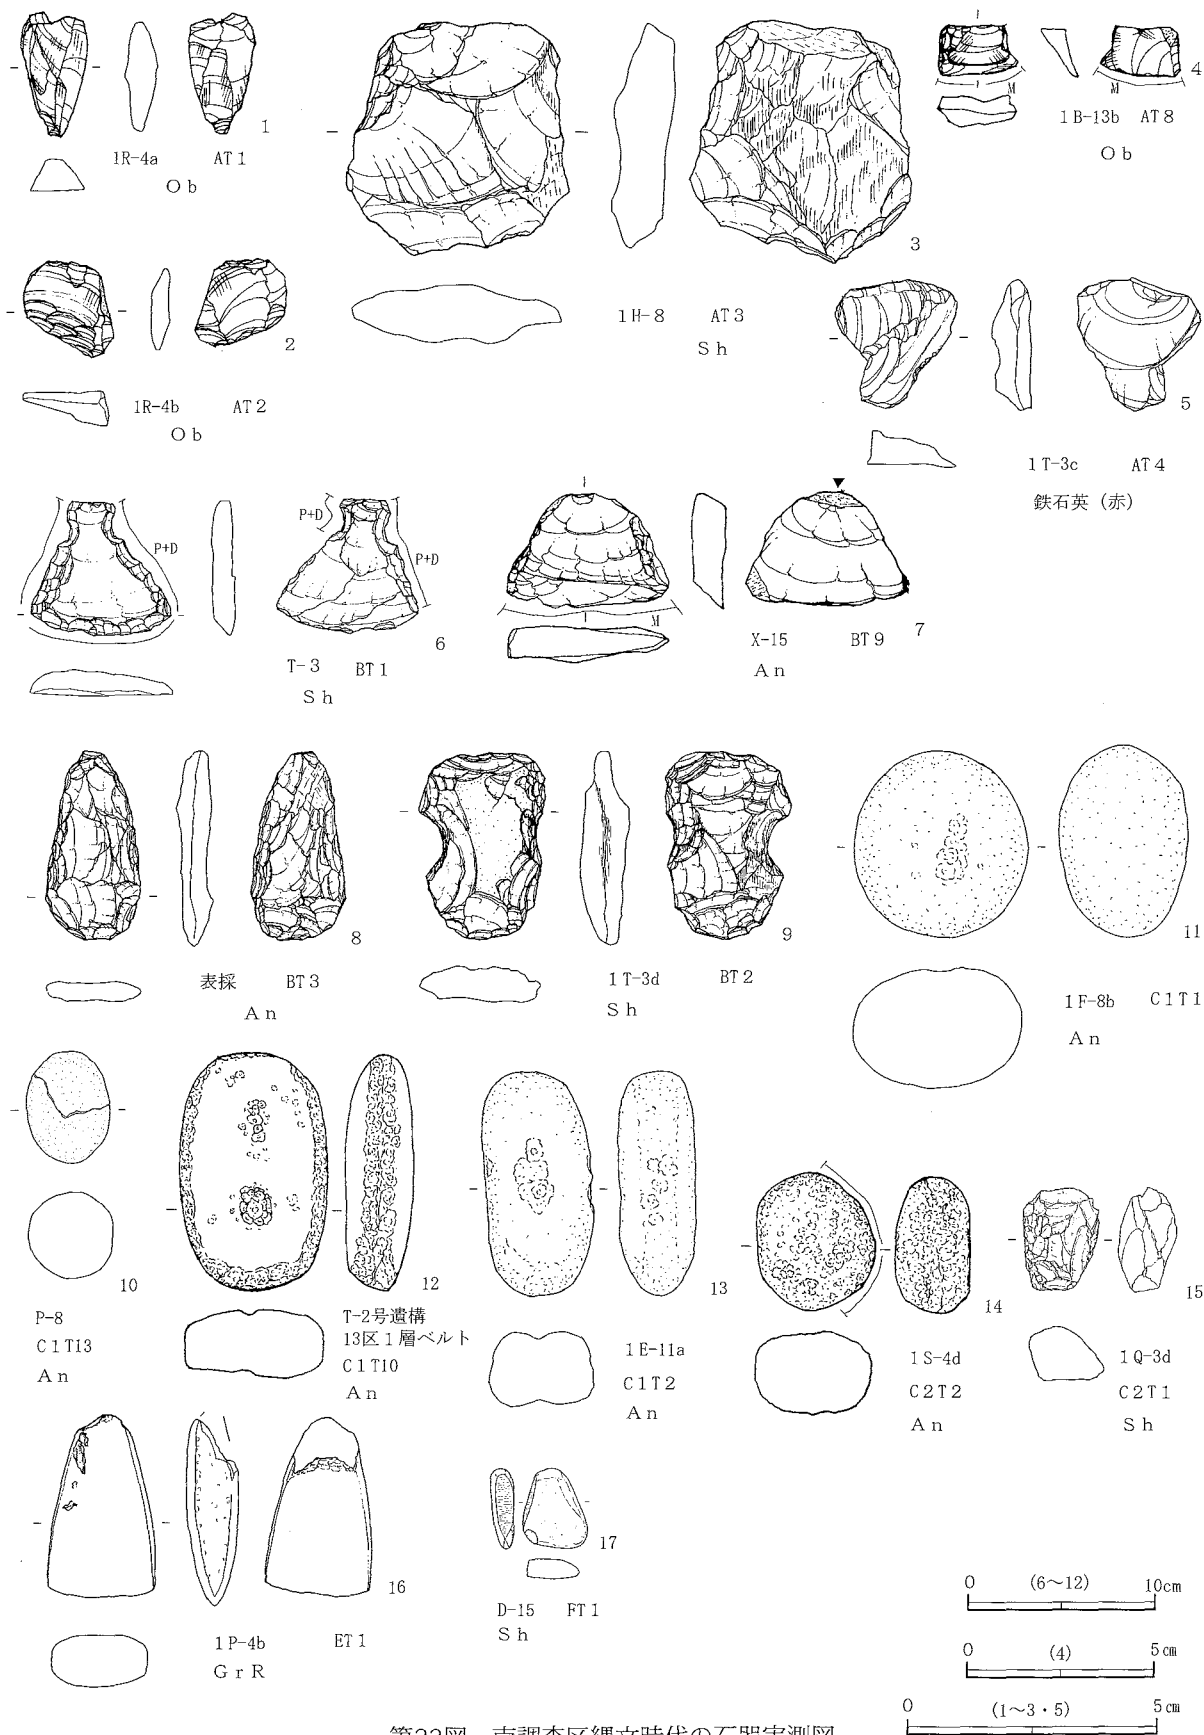 1
1R-4a AT1
Ob
3
1H-8 AT3
Sh
M M
4
1B-13b AT8
Ob
2
1R-4b AT2
Ob
5
1T-3c AT4
鉄石英(赤)
P+D
P+D
P+D
6
T-3 BT1
Sh
M
7
X-15 BT9
An
8
表採 BT3
An
9
1T-3d BT2
Sh
11
1F-8b C1T1
An
10
P-8
C1T13
An
12
T-2号遺構
13区1層ベルト
C1T10
An
13
1E-11a
C1T2
An
14
1S-4d
C2T2
An
15
1Q-3d
C2T1
Sh
16
1P-4b ET1
GrR
17
D-15 FT1
Sh
0 (6〜12) 10cm
0 (4) 5cm
0 (1〜3・5) 5cm